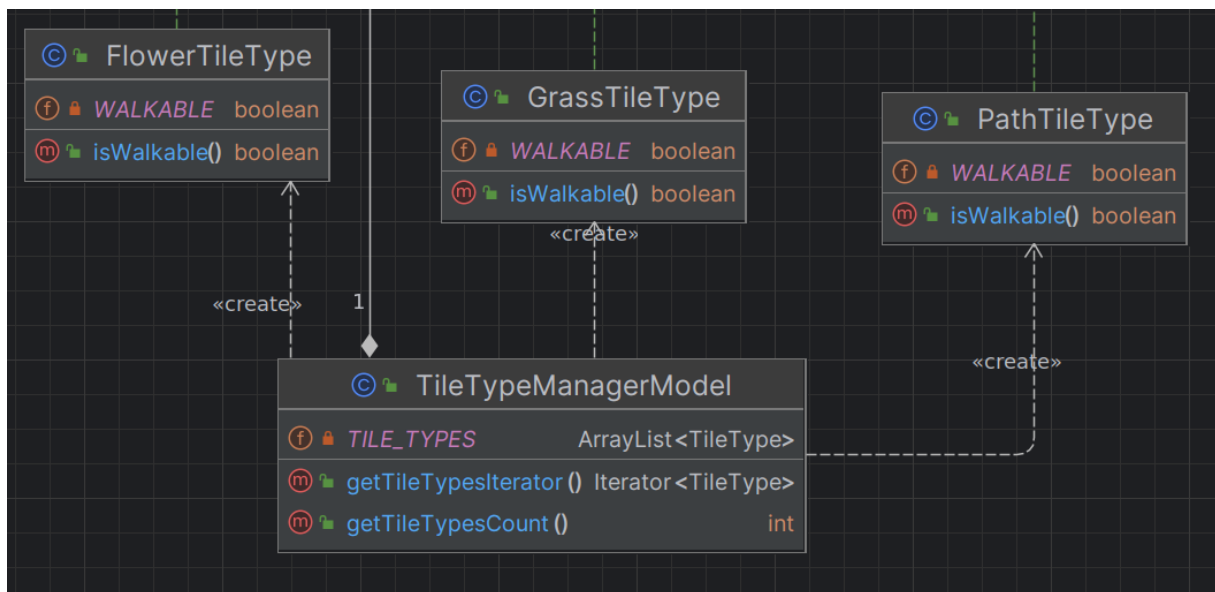 FlowerTileType
WALKABLE boolean
isWalkable() boolean
GrassTileType
WALKABLE boolean
isWalkable() boolean
PathTileType
WALKABLE boolean
isWalkable() boolean
«create»
«create»
1
«create»
TileTypeManagerModel
TILE_TYPES ArrayList<TileType>
getTileTypesIterator() Iterator<TileType>
getTileTypesCount() int